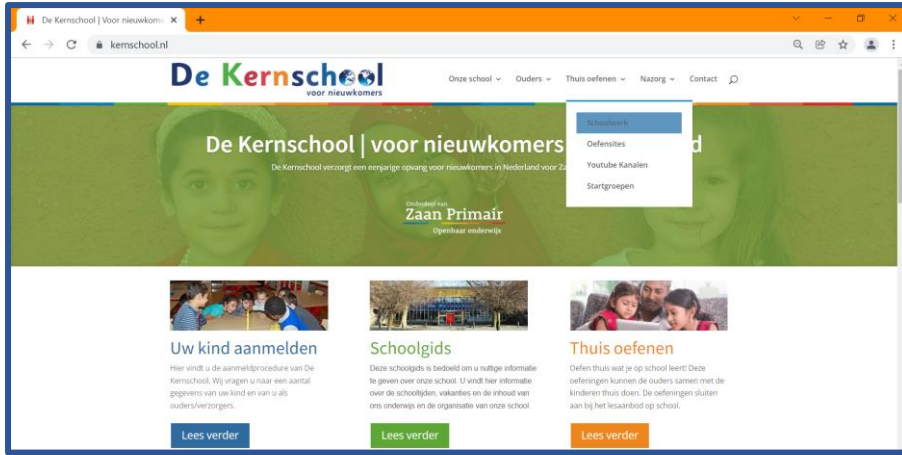 De Kernschool | Voor nieuwkom
kernschool.nl
De Kernschool
voor nieuwkomers
Onze school Ouders Thuis oefenen Nazorg Contact
Schoolwerk
Oefensites
Youtube Kanalen
Startgroepen
De Kernschool | voor nieuwkomers
De Kernschool verzorgt een eenjarige opvang voor nieuwkomers in Nederland voor
Onderdeel van
Zaan Primair
Openbaar onderwijs
Uw kind aanmelden
Hier vindt u de aanmeldprocedure van De
Kernschool. Wij vragen u naar een aantal
gegevens van uw kind en van u als
ouders/verzorgers.
Lees verder
Schoolgids
Deze schoolgids is bedoeld om u nuttige informatie
te geven over onze school. U vindt hier informatie
over de schooltijden, vakanties en de inhoud van
ons onderwijs en de organisatie van onze school.
Lees verder
Thuis oefenen
Oefen thuis wat je op school leert! Deze
oefeningen kunnen de ouders samen met de
kinderen thuis doen. De oefeningen sluiten
aan bij het lesaanbod op school.
Lees verder